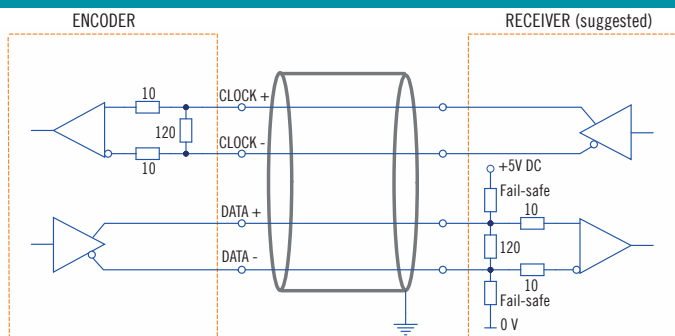 ENCODER
RECEIVER (suggested)
10
CLOCK +
120
CLOCK -
10
+5V DC
Fail-safe
DATA +
10
120
DATA -
10
Fail-safe
0 V